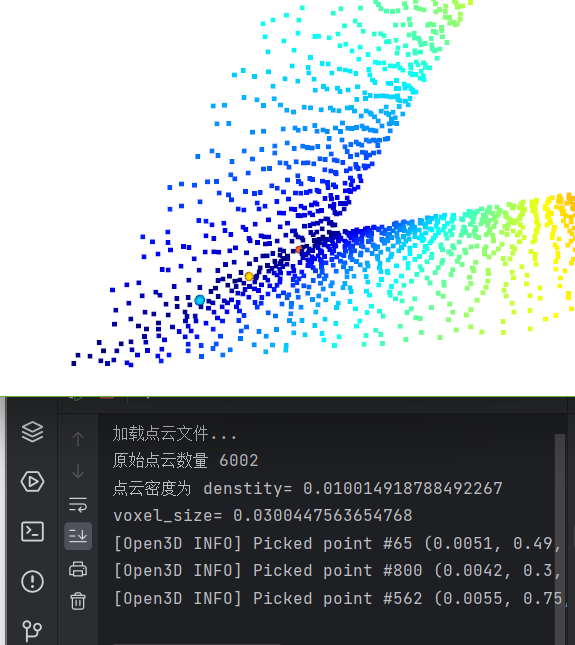 加载点云文件...
原始点云数量 6002
点云密度为 denstity= 0.010014918788492267
voxel_size= 0.0300447563654768
[Open3D INFO] Picked point #65 (0.0051, 0.49,
[Open3D INFO] Picked point #800 (0.0042, 0.3,
[Open3D INFO] Picked point #562 (0.0055, 0.75,